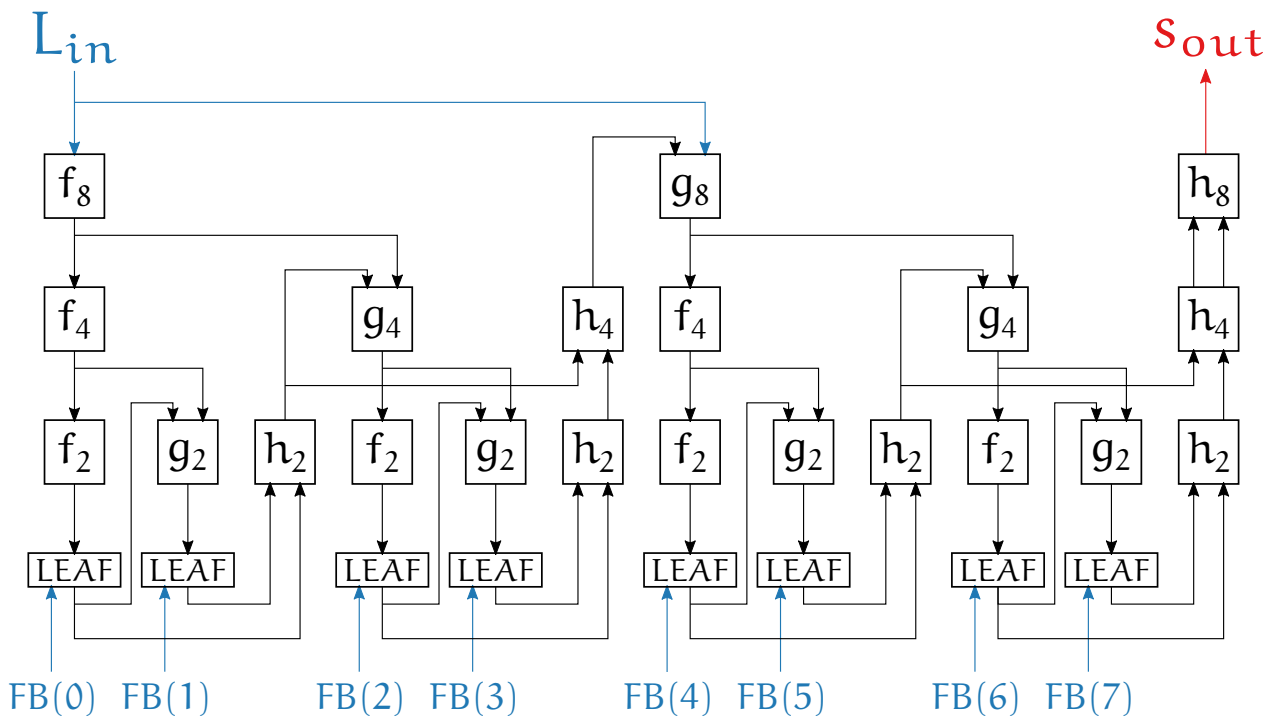 L_in s_out
f_8 g_8 h_8
f_4 g_4 h_4 f_4 g_4 h_4
f_2 g_2 h_2 f_2 g_2 h_2 f_2 g_2 h_2 f_2 g_2 h_2
LEAF LEAF LEAF LEAF LEAF LEAF LEAF LEAF
FB(0) FB(1) FB(2) FB(3) FB(4) FB(5) FB(6) FB(7)